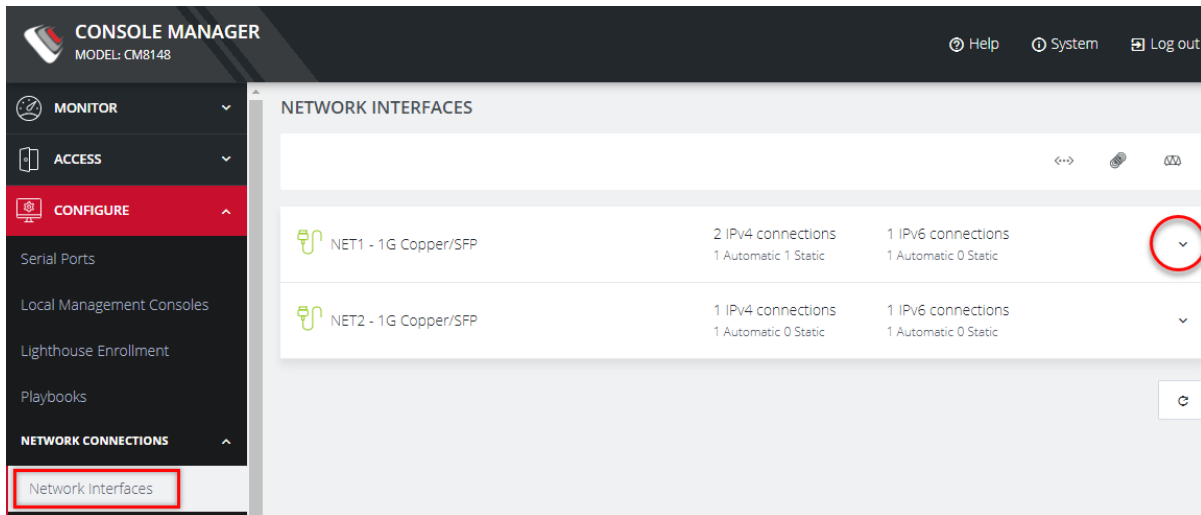 CONSOLE MANAGER
MODEL: CM8148
Help
System
Log out
MONITOR
ACCESS
CONFIGURE
Serial Ports
Local Management Consoles
Lighthouse Enrollment
Playbooks
NETWORK CONNECTIONS
Network Interfaces
NETWORK INTERFACES
NET1 - 1G Copper/SFP
2 IPv4 connections
1 Automatic 1 Static
1 IPv6 connections
1 Automatic 0 Static
NET2 - 1G Copper/SFP
1 IPv4 connections
1 Automatic 0 Static
1 IPv6 connections
1 Automatic 0 Static